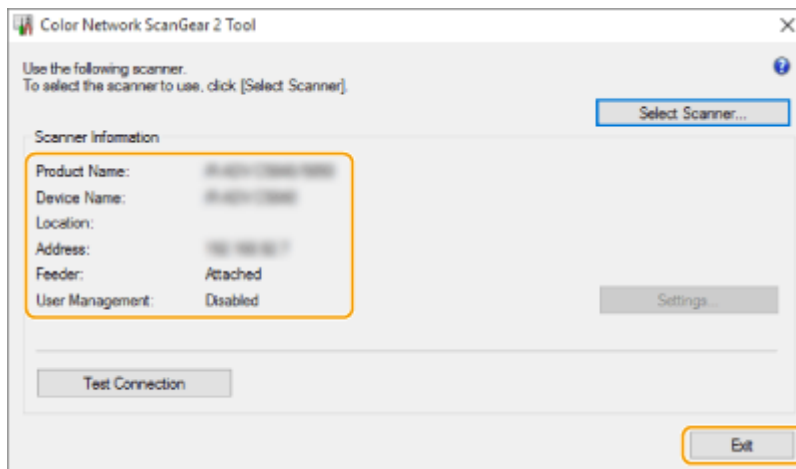 Color Network ScanGear 2 Tool
Use the following scanner.
To select the scanner to use, click [Select Scanner].
Select Scanner...
Scanner Information
Product Name:
Device Name:
Location:
Address:
Feeder: Attached
User Management: Disabled
Settings...
Test Connection
Exit